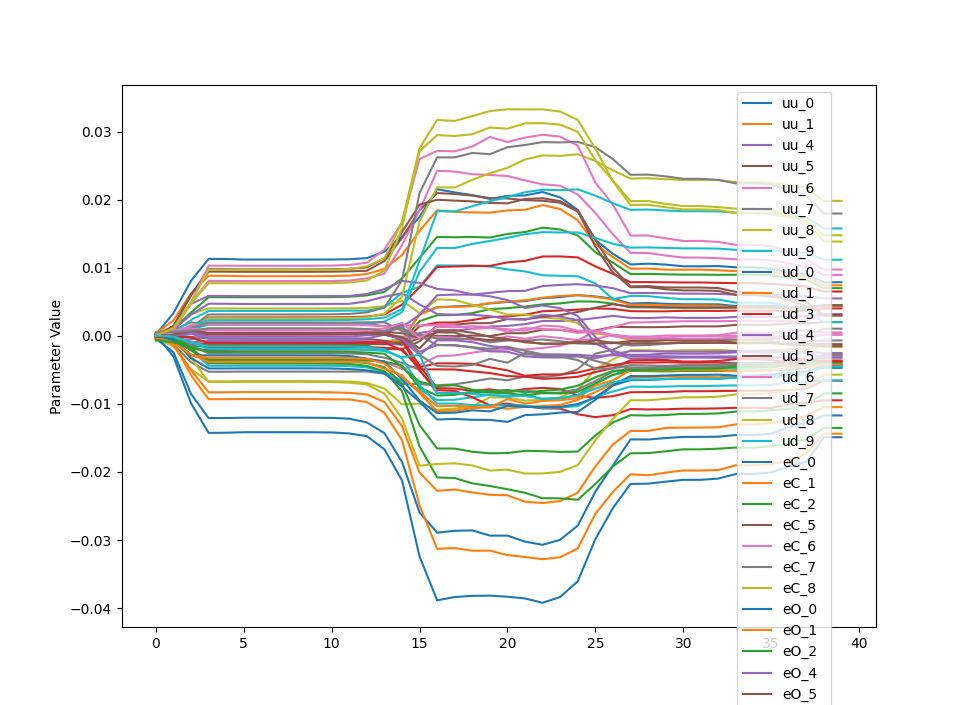 Parameter Value
0.03
0.02
0.01
0.00
−0.01
−0.02
−0.03
−0.04
0
5
10
15
20
25
30
35
40
uu_0
uu_1
uu_4
uu_5
uu_6
uu_7
uu_8
uu_9
ud_0
ud_1
ud_3
ud_4
ud_5
ud_6
ud_7
ud_8
ud_9
eC_0
eC_1
eC_2
eC_5
eC_6
eC_7
eC_8
eO_0
eO_1
eO_2
eO_4
eO_5